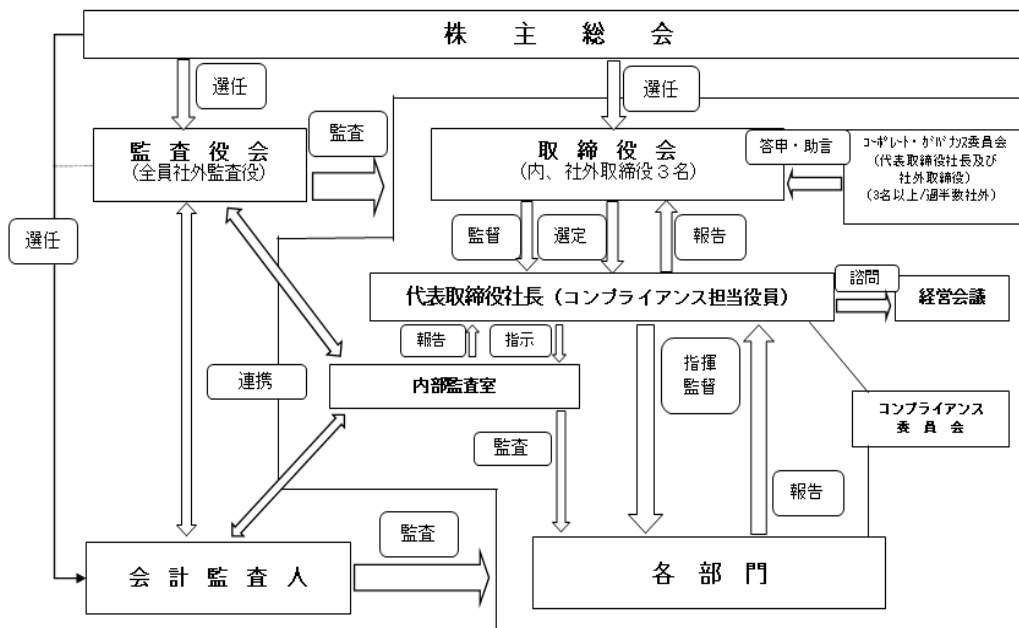 株主総会
選任
選任
監査
監査役会
(全員社外監査役)
取締役会
(内、社外取締役3名)
答申・助言
コーポレート・ガバナンス委員会
(代表取締役社長及び
社外取締役)
(3名以上/過半数社外)
選任
監督
選定
報告
代表取締役社長(コンプライアンス担当役員)
諮問
経営会議
報告
指示
指揮
監督
連携
内部監査室
コンプライアンス
委員会
監査
報告
監査
会計監査人
各部門